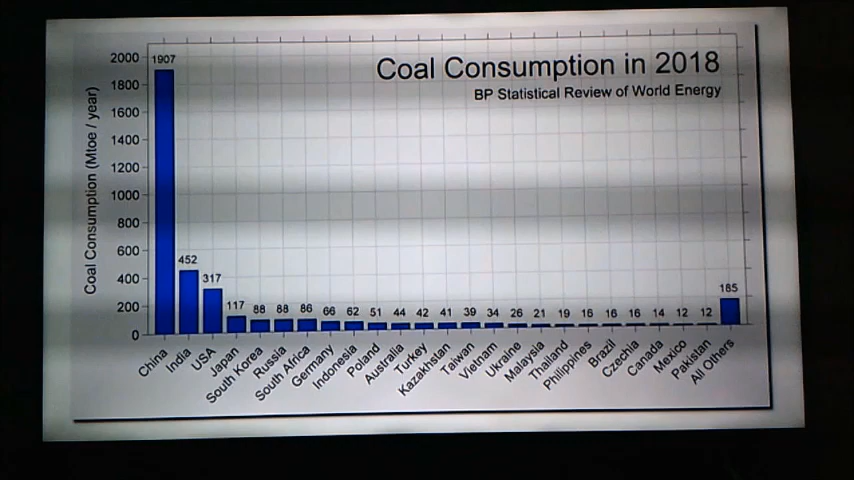 Coal Consumption in 2018
BP Statistical Review of World Energy
Coal Consumption (Mtoe / year)
2000
1800
1600
1400
1200
1000
800
600
400
200
0
1907
452
317
117
88
88
86
66
62
51
44
42
41
39
34
26
21
19
16
16
16
14
12
12
185
China
India
USA
Japan
South Korea
Russia
South Africa
Germany
Indonesia
Poland
Australia
Turkey
Kazakhstan
Taiwan
Vietnam
Ukraine
Malaysia
Thailand
Philippines
Brazil
Czechia
Canada
Mexico
Pakistan
All Others